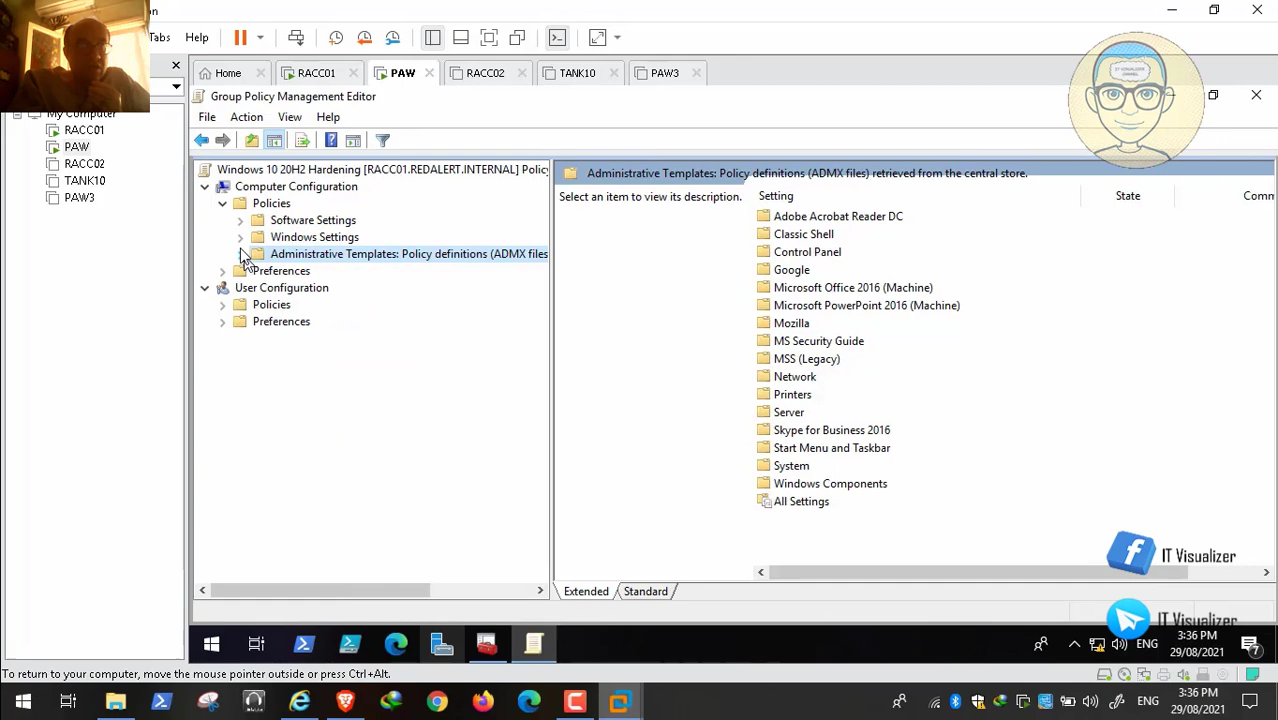 on
Tabs Help
Home RACC01 PAW RACC02 TANK10 PAW3
IT VISUALIZER
CHANNEL
My Computer
RACC01
PAW
RACC02
TANK10
PAW3
Group Policy Management Editor
File Action View Help
Windows 10 20H2 Hardening [RACC01.REDALERT.INTERNAL] Policy
Computer Configuration
Policies
Software Settings
Windows Settings
Administrative Templates: Policy definitions (ADMX files
Preferences
User Configuration
Policies
Preferences
Administrative Templates: Policy definitions (ADMX files) retrieved from the central store.
Select an item to view its description.
Setting State Comm
Adobe Acrobat Reader DC
Classic Shell
Control Panel
Google
Microsoft Office 2016 (Machine)
Microsoft PowerPoint 2016 (Machine)
Mozilla
MS Security Guide
MSS (Legacy)
Network
Printers
Server
Skype for Business 2016
Start Menu and Taskbar
System
Windows Components
All Settings
Extended Standard
IT Visualizer
IT Visualizer
ENG 3:36 PM
29/08/2021
7
To return to your computer, move the mouse pointer outside or press Ctrl+Alt.
ENG 3:36 PM
29/08/2021